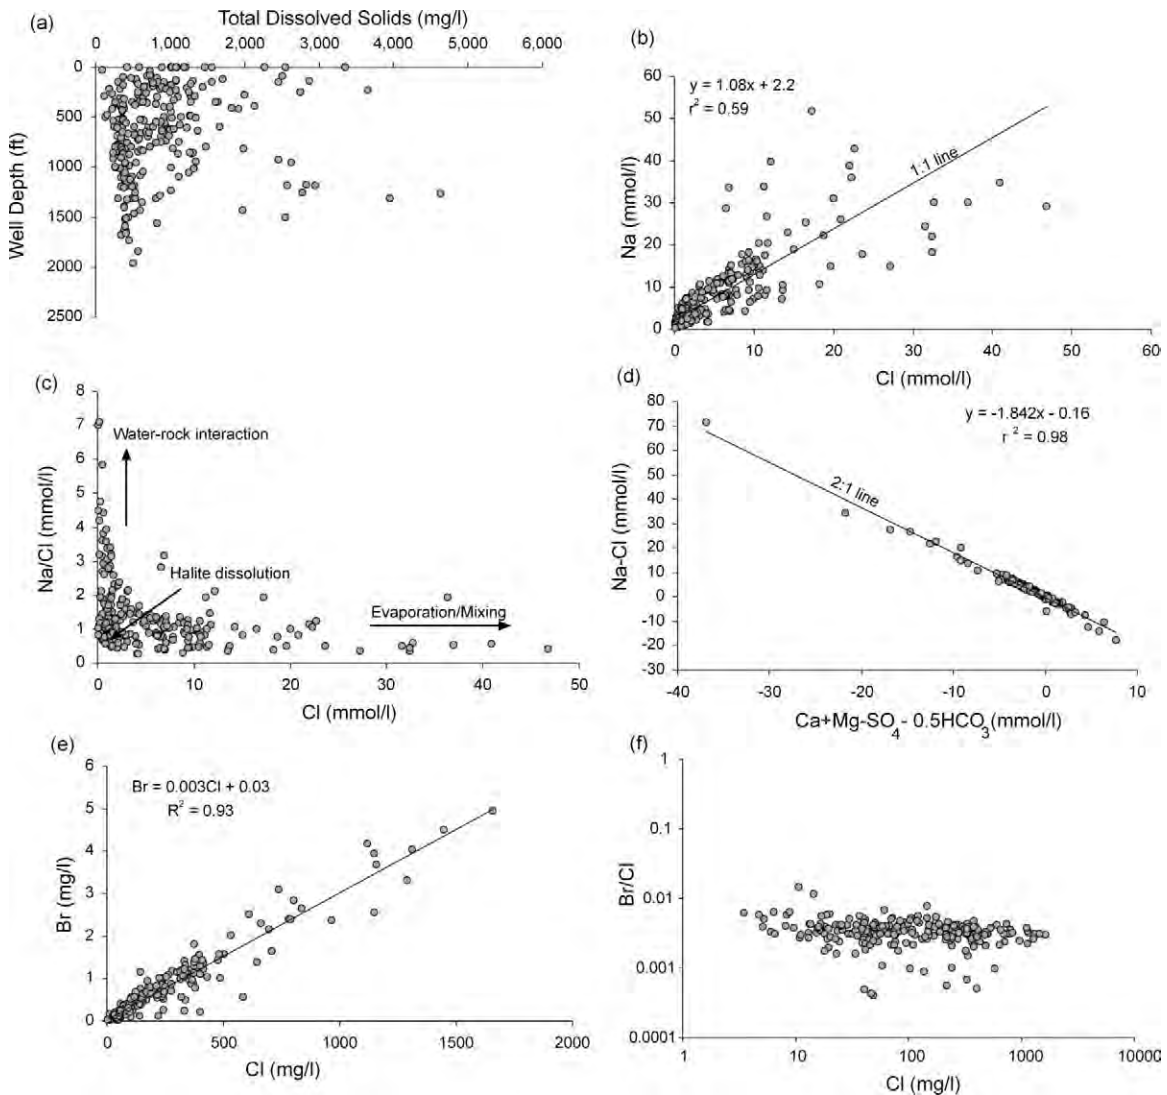 (a)
Total Dissolved Solids (mg/l)
0 1,000 2,000 3,000 4,000 5,000 6,000
0
500
1000
1500
2000
2500
Well Depth (ft)
(b)
y = 1.08x + 2.2
r² = 0.59
1:1 line
60
50
40
30
20
10
0
Na (mmol/l)
0 10 20 30 40 50 60
Cl (mmol/l)
(c)
8
7
6
5
4
3
2
1
0
Na/Cl (mmol/l)
Water-rock interaction
Halite dissolution
Evaporation/Mixing
0 10 20 30 40 50
Cl (mmol/l)
(d)
y = -1.842x - 0.16
r² = 0.98
2:1 line
80
70
60
50
40
30
20
10
0
-10
-20
-30
Na-Cl (mmol/l)
-40 -30 -20 -10 0 10
Ca+Mg-SO₄ - 0.5HCO₃(mmol/l)
(e)
Br = 0.003Cl + 0.03
R² = 0.93
6
5
4
3
2
1
0
Br (mg/l)
0 500 1000 1500 2000
Cl (mg/l)
(f)
1
0.1
0.01
0.001
0.0001
Br/Cl
1 10 100 1000 10000
Cl (mg/l)